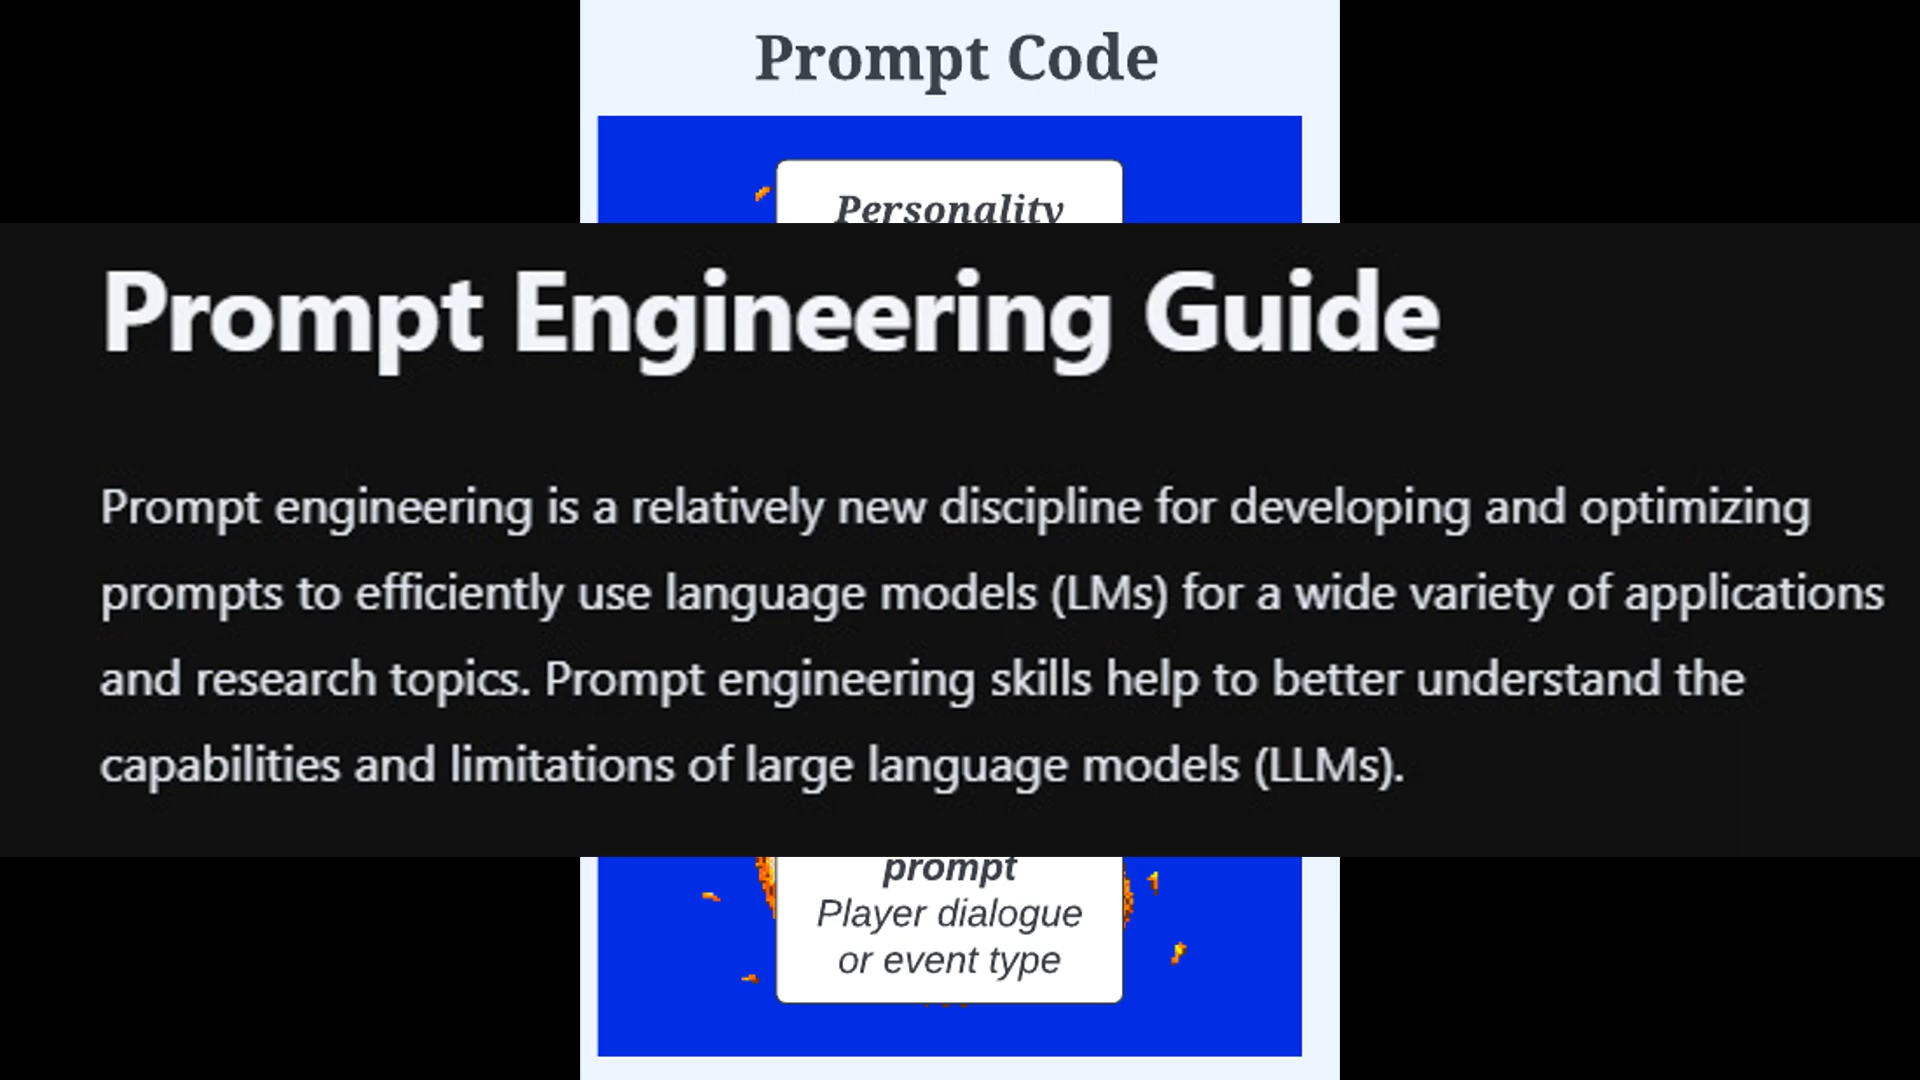 Prompt Code
Personality
Prompt Engineering Guide
Prompt engineering is a relatively new discipline for developing and optimizing
prompts to efficiently use language models (LMs) for a wide variety of applications
and research topics. Prompt engineering skills help to better understand the
capabilities and limitations of large language models (LLMs).
prompt
Player dialogue
or event type